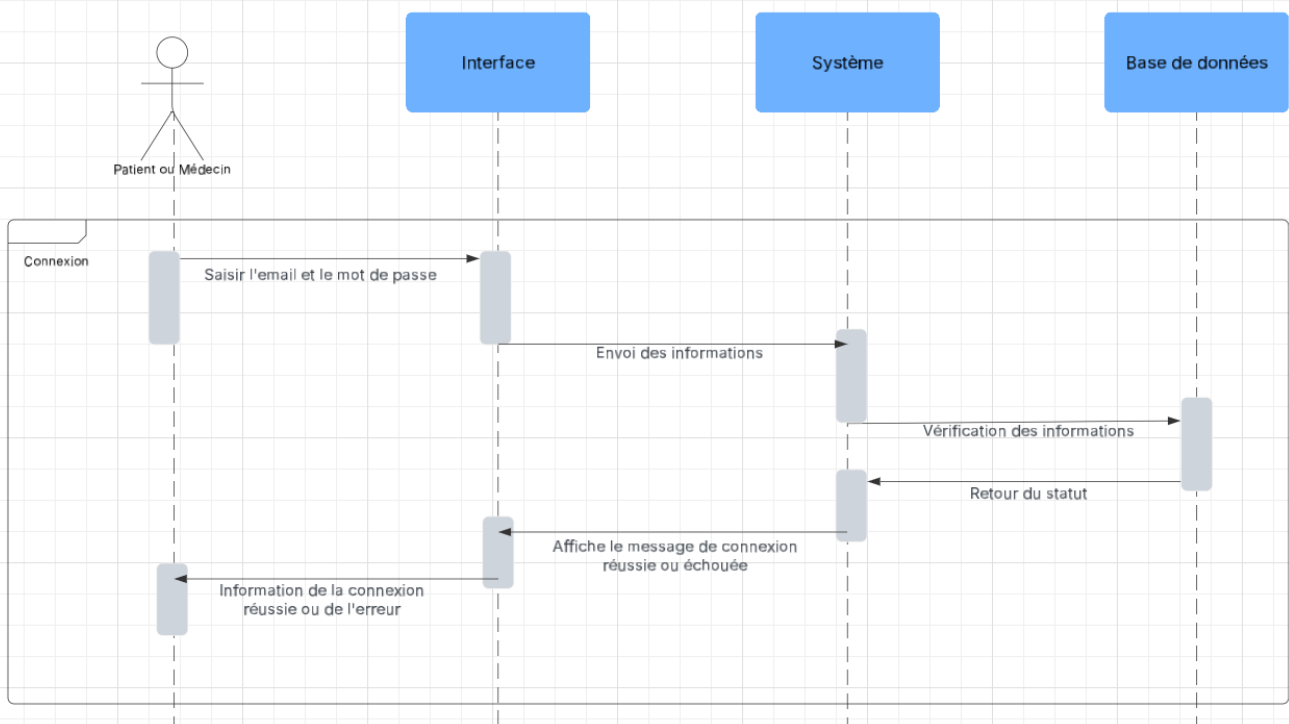 Interface
Système
Base de données
Patient ou Médecin
Connexion
Saisir l'email et le mot de passe
Envoi des informations
Vérification des informations
Retour du statut
Affiche le message de connexion
réussie ou échouée
Information de la connexion
réussie ou de l'erreur